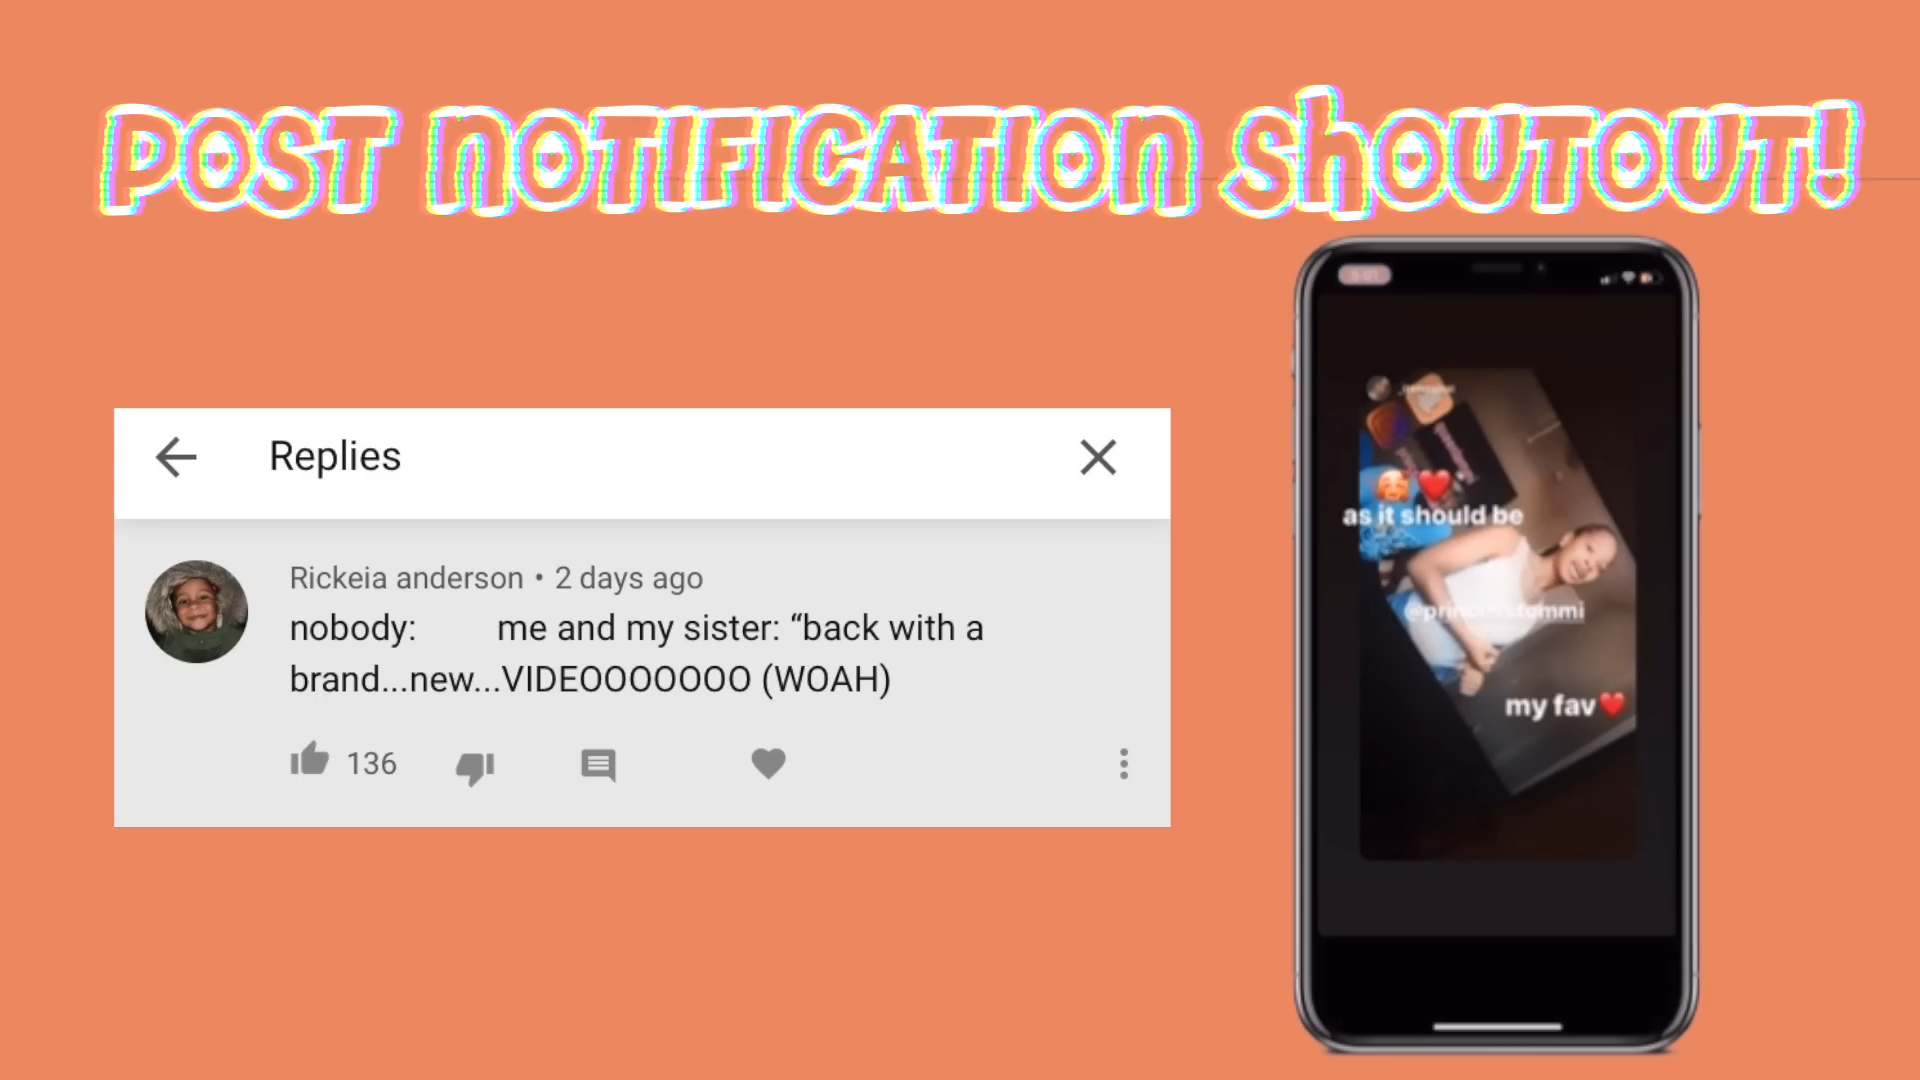 POST NOTIFICATION ShOUTOUT!
Replies
Rickeia anderson • 2 days ago
nobody: me and my sister: “back with a
brand...new...VIDEOOOOOOO (WOAH)
136
as it should be
my fav